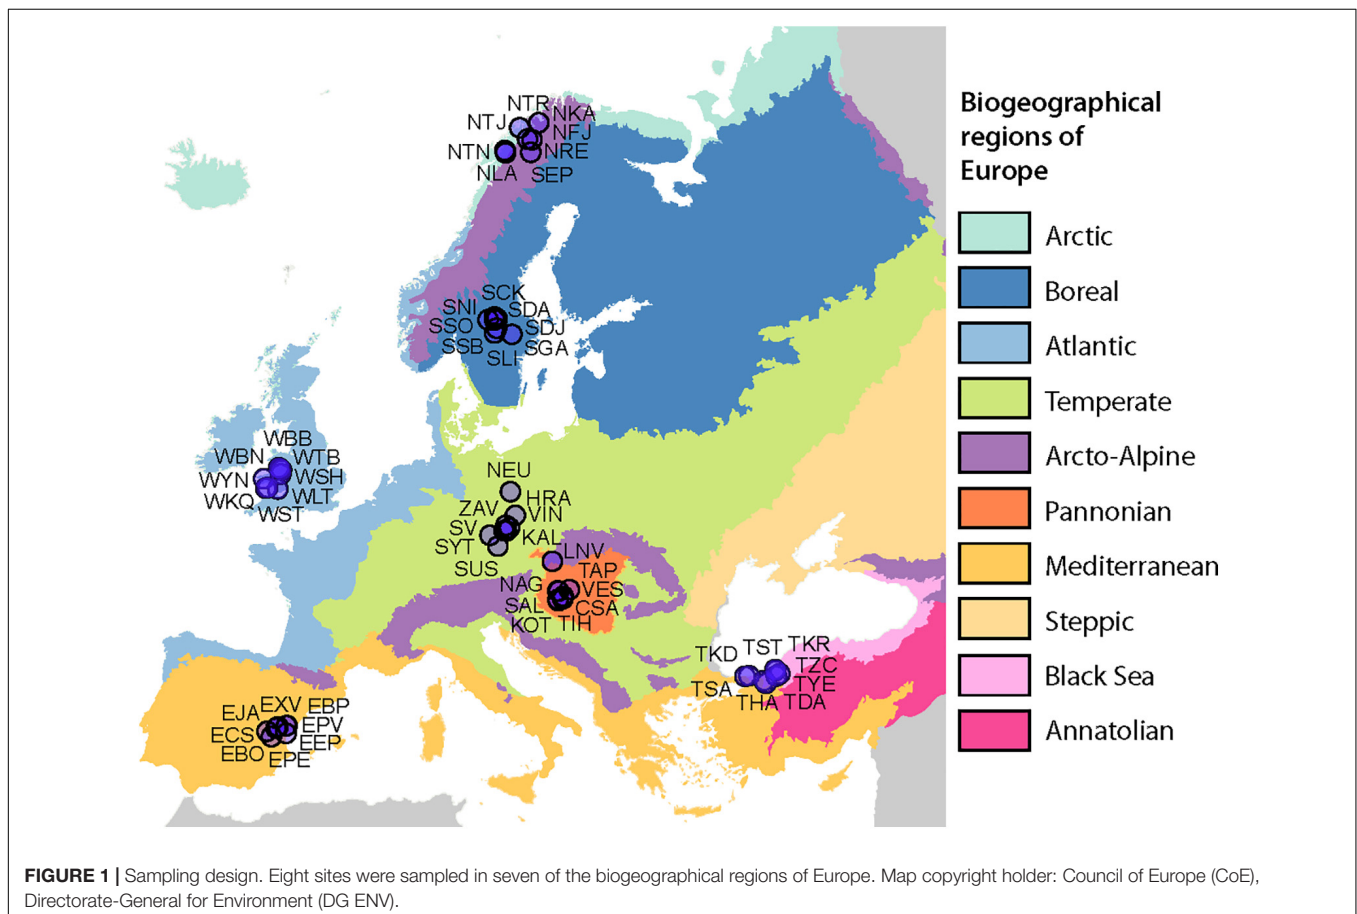 NTR
NKA
NTJ
NFJ
NTN
NRE
NLA
SEP
SCK
SNI
SDA
SSO
SDJ
SSB
SGA
SLI
WBB
WBN
WTB
WYN
WSH
WKQ
WLT
WST
NEU
HRA
ZAV
VIN
SV
KAL
SYT
SUS
LNV
TAP
NAG
VES
SAL
CSA
KOT
TIH
TKD
TST
TKR
TZC
TSA
TYE
THA
TDA
EXV
EBP
EJA
EPV
ECS
EEP
EBO
EPE
Biogeographical
regions of
Europe
Arctic
Boreal
Atlantic
Temperate
Arcto-Alpine
Pannonian
Mediterranean
Steppic
Black Sea
Annatolian
FIGURE 1 | Sampling design. Eight sites were sampled in seven of the biogeographical regions of Europe. Map copyright holder: Council of Europe (CoE),
Directorate-General for Environment (DG ENV).